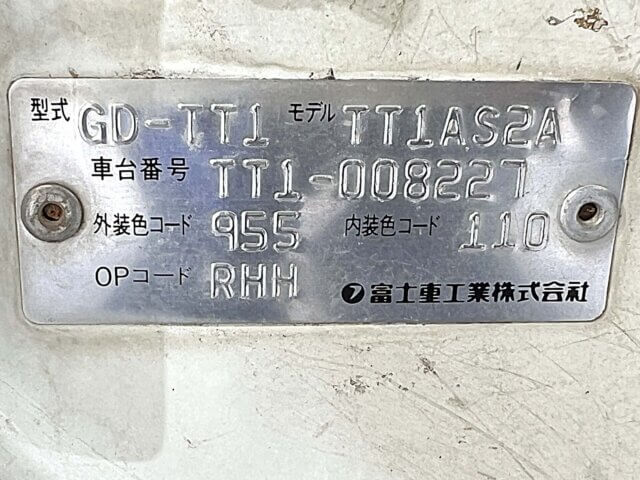 型式 GD-TT1 モデル TT1AS2A
車台番号 TT1-008227
外装色コード 955 内装色コード 110
OPコード RHH フ富士重工業株式会社